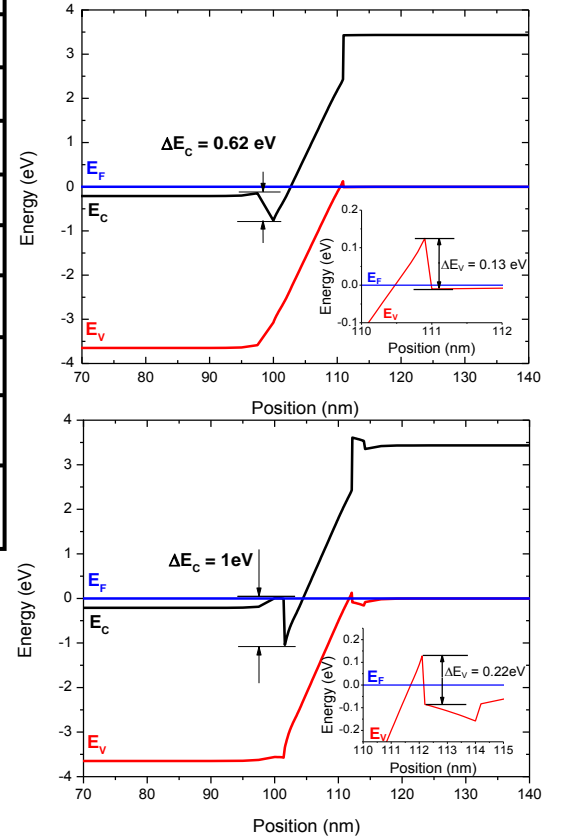 4
3
2
1
0
-1
-2
-3
-4
Energy (eV)
ΔE_C = 0.62 eV
E_F
E_C
E_V
0.2
0.1
0.0
-0.1
Energy (eV)
E_F
E_V
ΔE_V = 0.13 eV
110 111 112
Position (nm)
70 80 90 100 110 120 130 140
Position (nm)
4
3
2
1
0
-1
-2
-3
-4
Energy (eV)
ΔE_C = 1eV
E_F
E_C
E_V
0.2
0.1
0.0
-0.1
-0.2
Energy (eV)
E_F
E_V
ΔE_V = 0.22eV
110 111 112 113 114 115
Position (nm)
70 80 90 100 110 120 130 140
Position (nm)